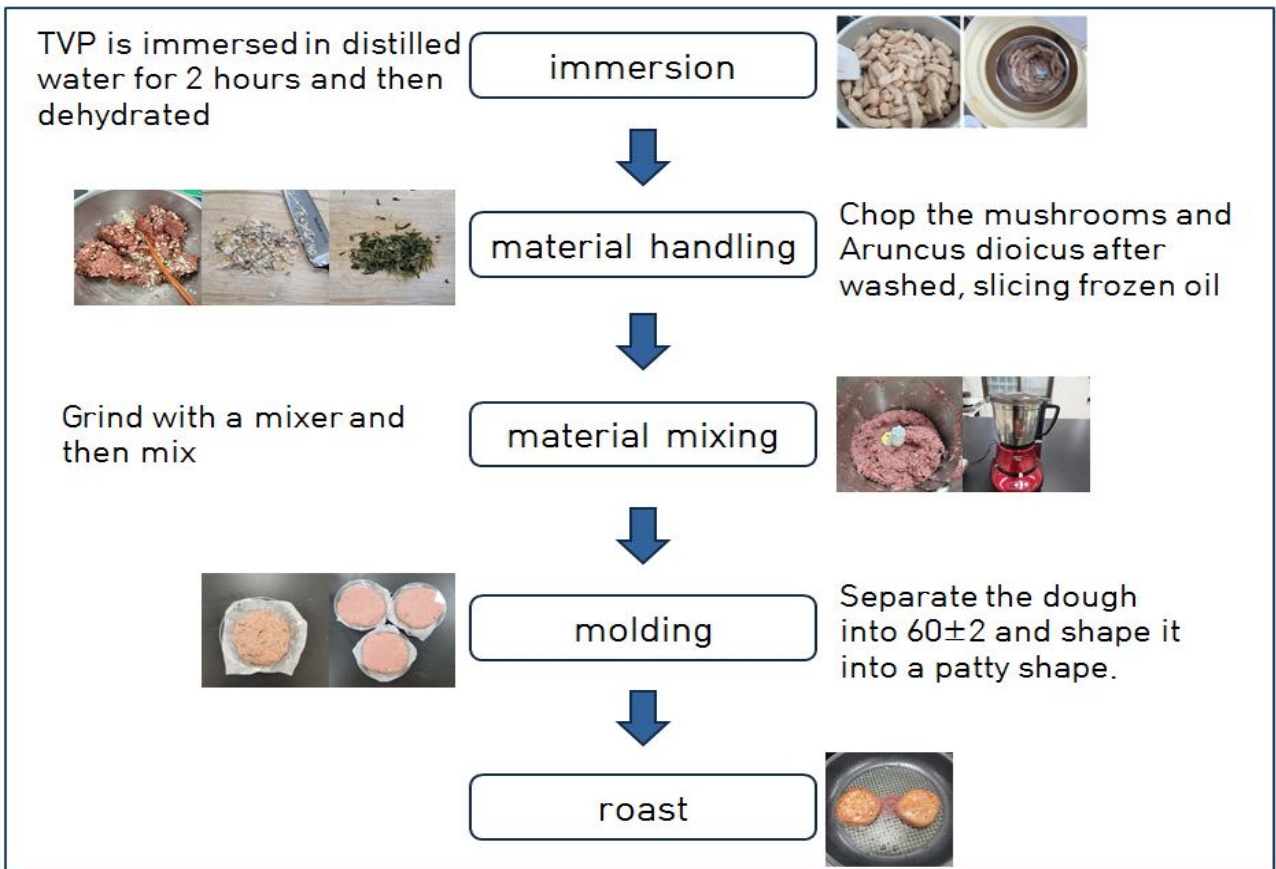 TVP is immersed in distilled
water for 2 hours and then
dehydrated
immersion
material handling
Chop the mushrooms and
Aruncus dioicus after
washed, slicing frozen oil
Grind with a mixer and
then mix
material mixing
molding
Separate the dough
into 60±2 and shape it
into a patty shape.
roast